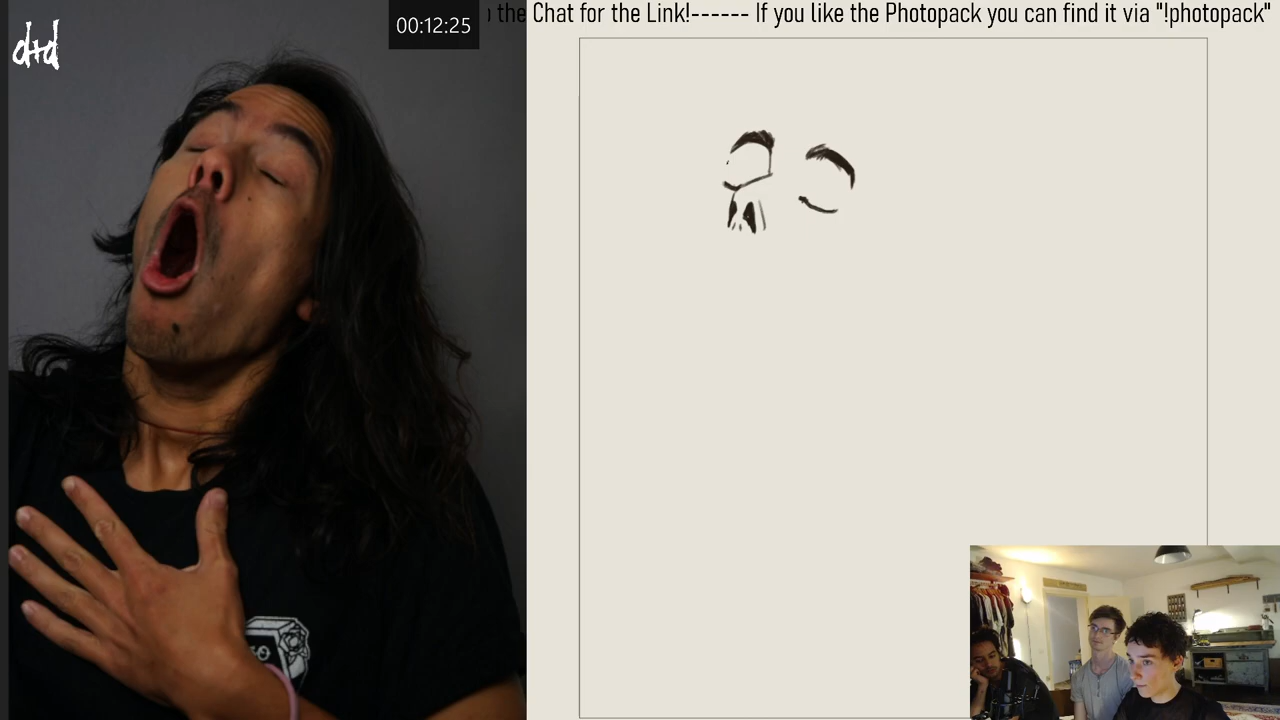 the Chat for the Link!------ If you like the Photopack you can find it via "!photopack"
00:12:25
d+d